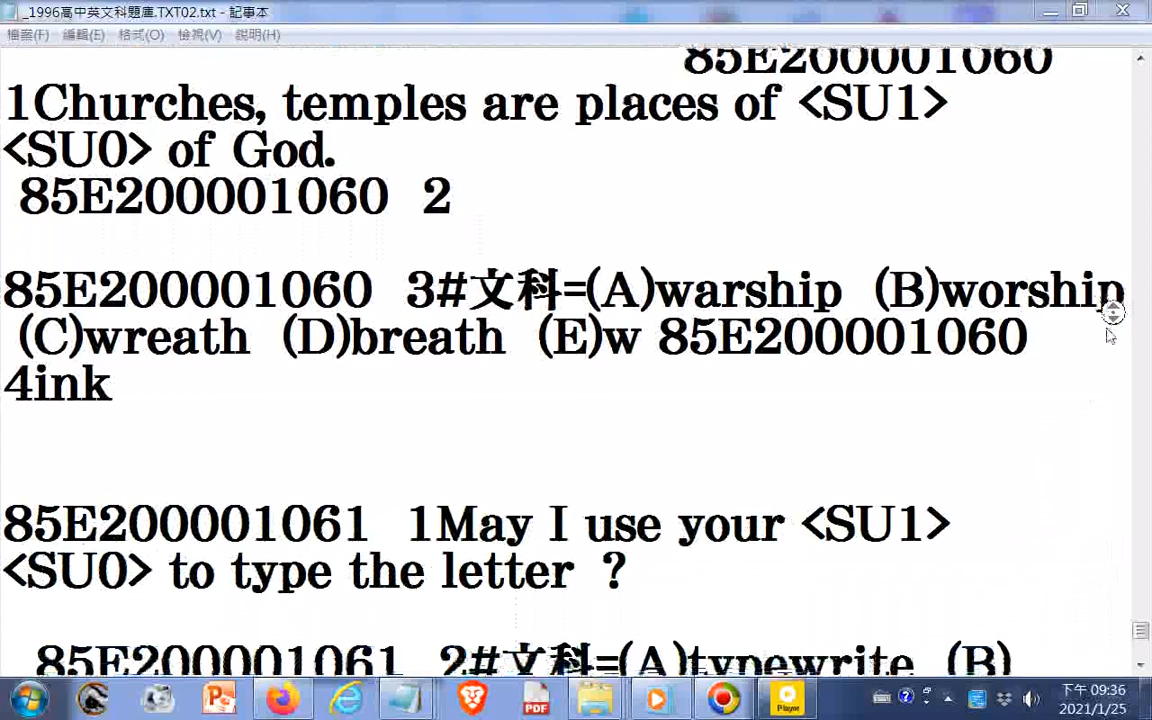 _1996高中英文科題庫.TXT02.txt - 記事本
檔案(F) 編輯(E) 格式(O) 檢視(V) 說明(H)
85E200001060
1Churches, temples are places of <SU1>
<SU0> of God.
85E200001060 2
85E200001060 3#文科=(A)warship (B)worship
(C)wreath (D)breath (E)w 85E200001060
4ink
85E200001061 1May I use your <SU1>
<SU0> to type the letter ?
85E200001061 2#文科=(A)typewrite (B)
PDF
Player
下午 09:36
2021/1/25